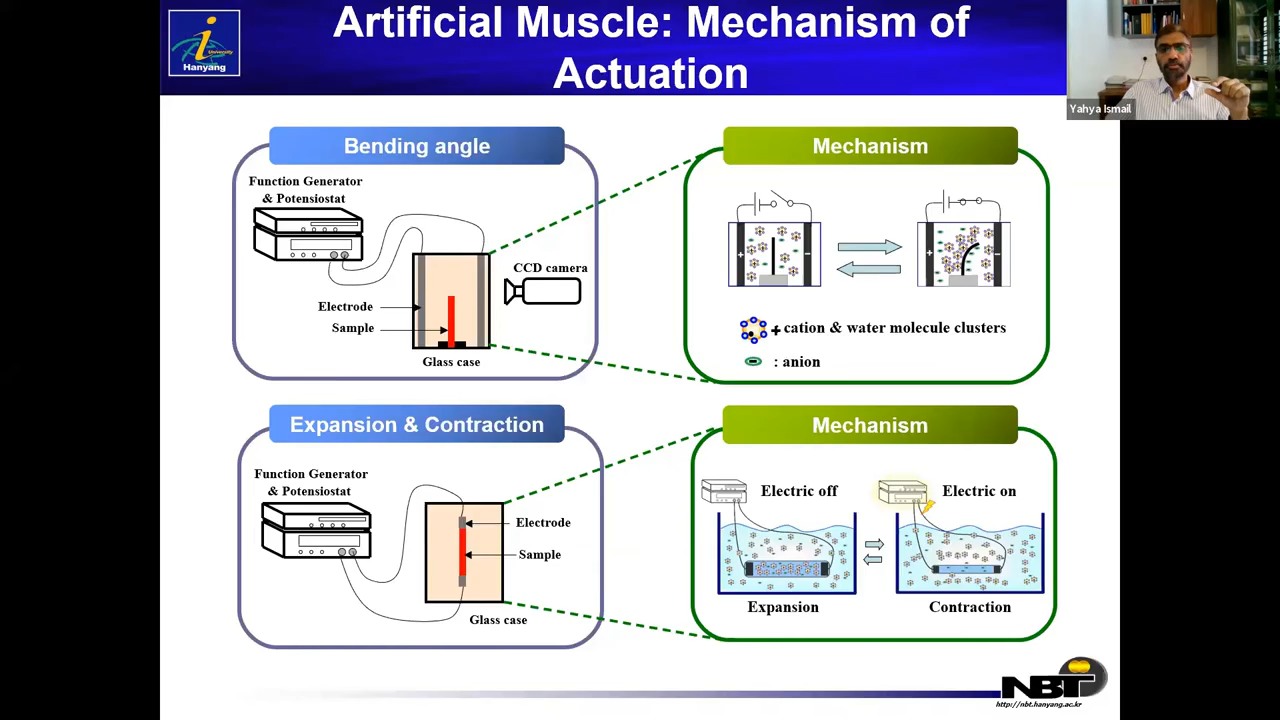 i
University
Hanyang
Artificial Muscle: Mechanism of
Actuation
Yahya Ismail
Bending angle
Function Generator
& Potensiostat
CCD camera
Electrode
Sample
Glass case
Mechanism
+
-
+
-
+ cation & water molecule clusters
: anion
Expansion & Contraction
Function Generator
& Potensiostat
Electrode
Sample
Glass case
Mechanism
Electric off
Electric on
Expansion
Contraction
NBT
http://nbt.hanyang.ac.kr